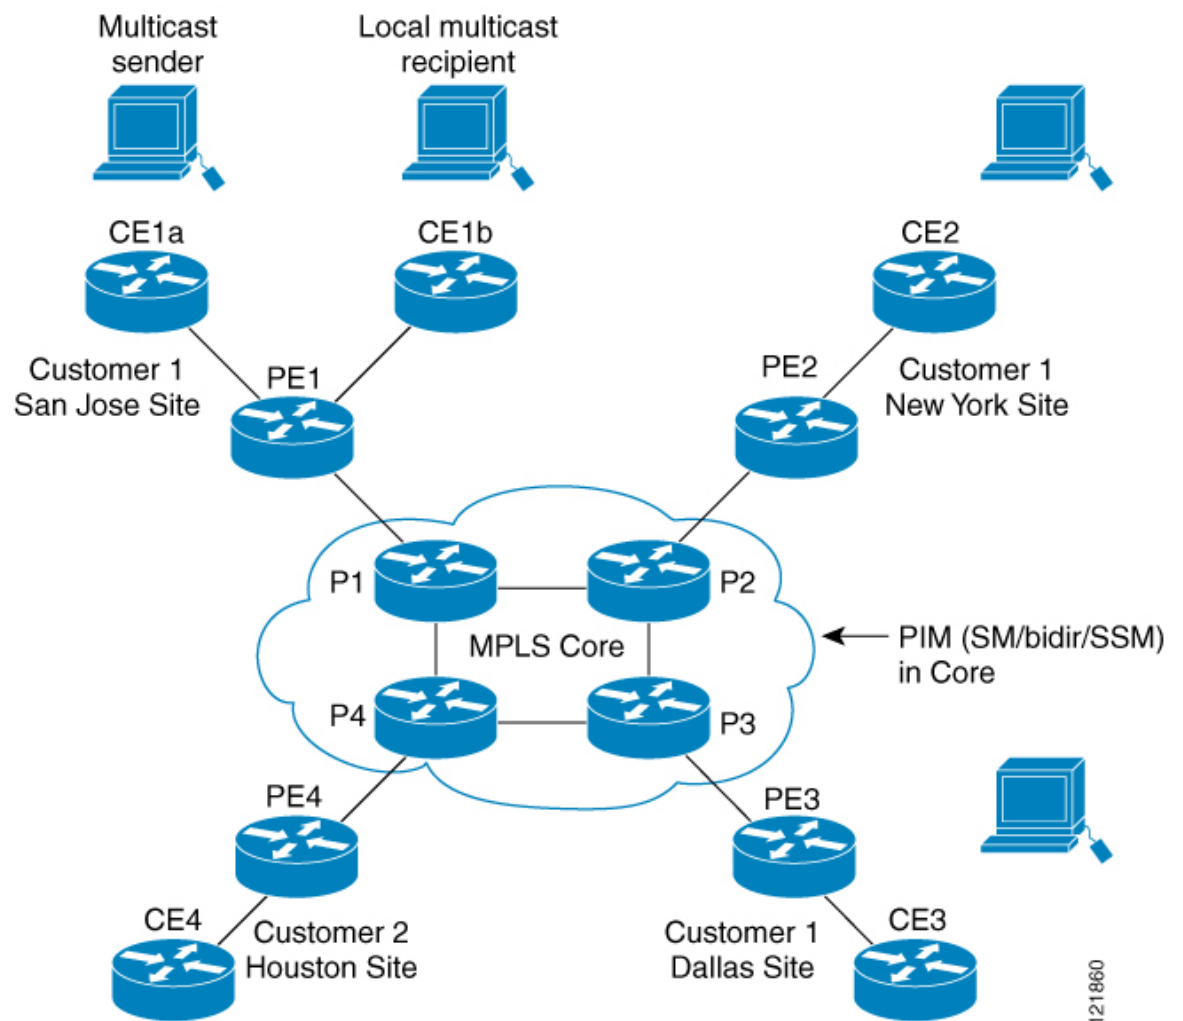 Multicast
sender
Local multicast
recipient
CE1a
CE1b
CE2
Customer 1
San Jose Site
PE1
PE2
Customer 1
New York Site
P1
P2
MPLS Core
PIM (SM/bidir/SSM)
in Core
P4
P3
PE4
PE3
CE4
Customer 2
Houston Site
Customer 1
Dallas Site
CE3
121860